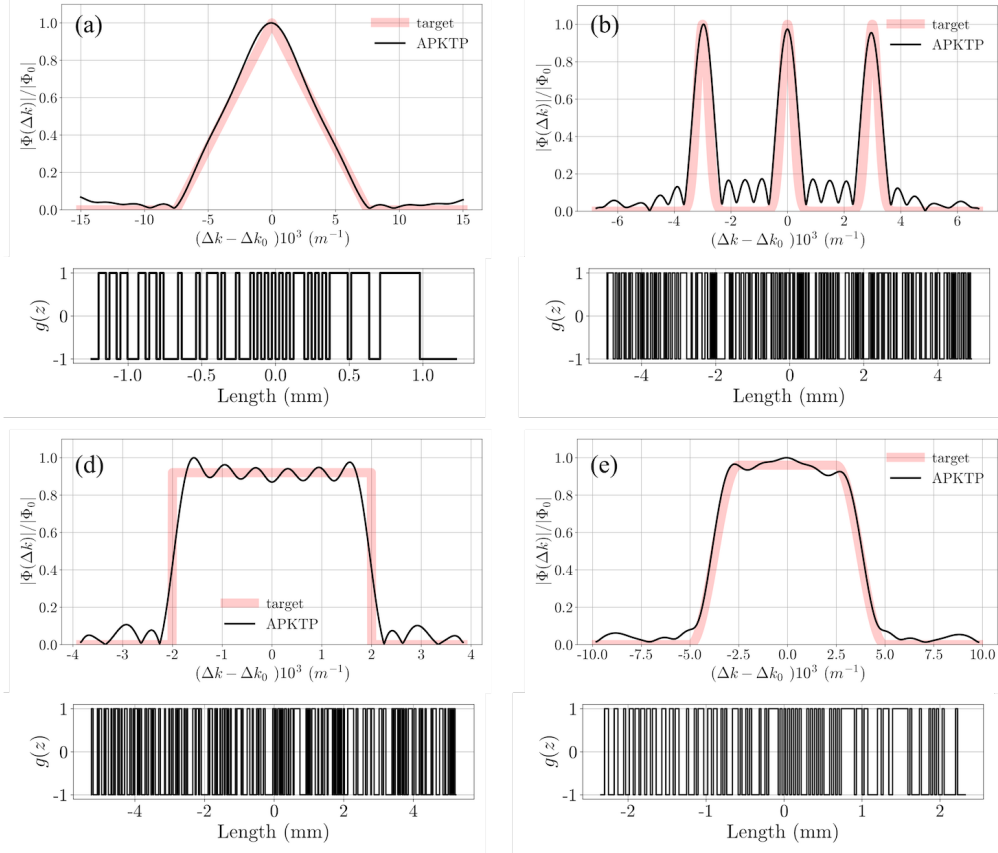 (a)
target
APKTP
|Φ(Δk)|/|Φ₀|
1.0
0.8
0.6
0.4
0.2
0.0
-15 -10 -5 0 5 10 15
(Δk − Δk₀ )10³ (m⁻¹)
g(z)
1
0
-1
-1.0 -0.5 0.0 0.5 1.0
Length (mm)
(b)
target
APKTP
|Φ(Δk)|/|Φ₀|
1.0
0.8
0.6
0.4
0.2
0.0
-6 -4 -2 0 2 4 6
(Δk − Δk₀ )10³ (m⁻¹)
g(z)
1
0
-1
-4 -2 0 2 4
Length (mm)
(d)
target
APKTP
|Φ(Δk)|/|Φ₀|
1.0
0.8
0.6
0.4
0.2
0.0
-4 -3 -2 -1 0 1 2 3 4
(Δk − Δk₀ )10³ (m⁻¹)
g(z)
1
0
-1
-4 -2 0 2 4
Length (mm)
(e)
target
APKTP
|Φ(Δk)|/|Φ₀|
1.0
0.8
0.6
0.4
0.2
0.0
-10.0 -7.5 -5.0 -2.5 0.0 2.5 5.0 7.5 10.0
(Δk − Δk₀ )10³ (m⁻¹)
g(z)
1
0
-1
-2 -1 0 1 2
Length (mm)